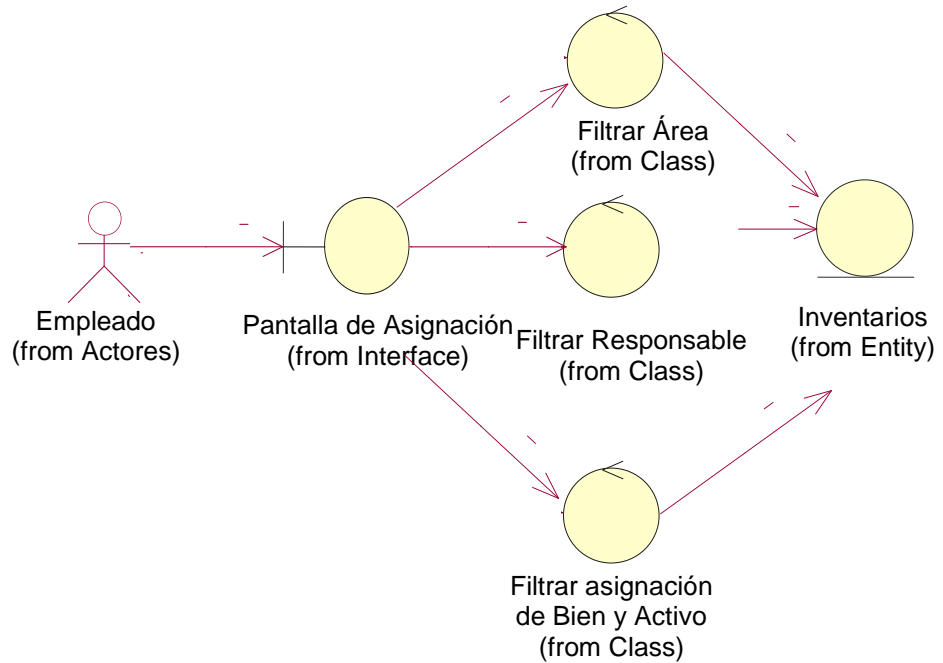 Filtrar Área
(from Class)
Empleado
(from Actores)
Pantalla de Asignación
(from Interface)
Filtrar Responsable
(from Class)
Inventarios
(from Entity)
Filtrar asignación
de Bien y Activo
(from Class)